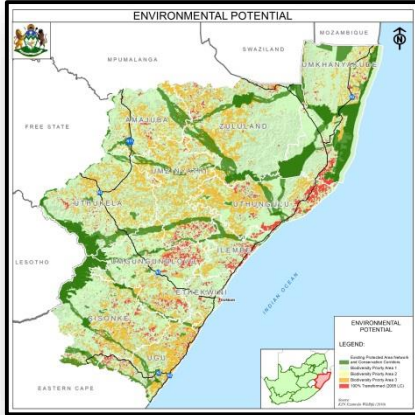 ENVIRONMENTAL POTENTIAL
MOZAMBIQUE
SWAZILAND
N
MPUMALANGA
UMKHANYAKUDE
AMAJUBA
ZULULAND
FREE STATE
UMZINYATHI
UTHUKELA
UTHUNGULU
ILEMBE
LESOTHO
UMGUNGUNDLOVU
ETHEKWINI
INDIAN OCEAN
SISONKE
UGU
EASTERN CAPE
ENVIRONMENTAL
POTENTIAL
LEGEND:
Existing Protected Area Network
and Conservation Corridors
Biodiversity Priority Area 1
Biodiversity Priority Area 2
Biodiversity Priority Area 3
100% Transformed (2005 LC)